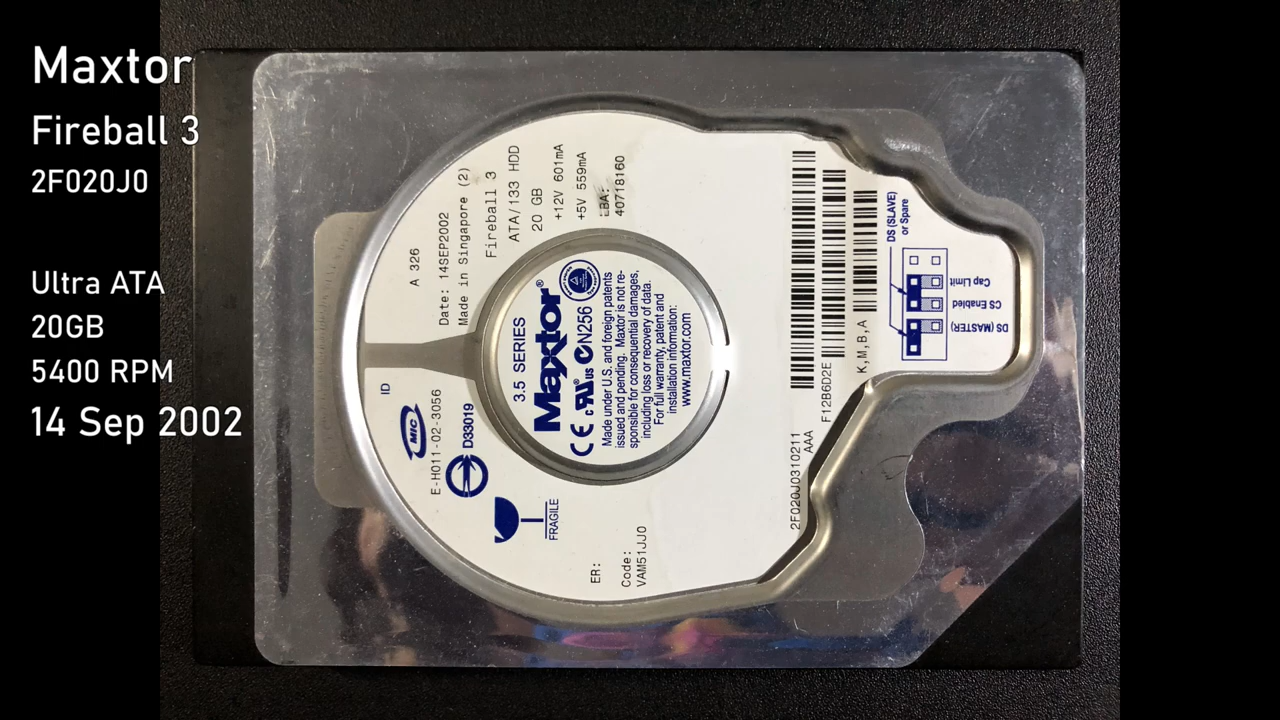 Maxtor
Fireball 3
2F020J0
Ultra ATA
20GB
5400 RPM
14 Sep 2002
A 326
Date: 14SEP2002
Made in Singapore (2)
Fireball 3
ATA/133 HDD
20 GB
+12V 601mA
+5V 559mA
LBA:
40718160
3.5 SERIES
Maxtor®
CE c UR ® US N256
Made under U.S. and foreign patents
issued and pending. Maxtor is not re-
sponsible for consequential damages,
including loss or recovery of data.
For full warranty, patent and
installation information:
www.maxtor.com
ID
MIC
E-H011-02-3056
D33019
FRAGILE
ER:
Code:
VAM51JJ0
2F020J0310211
AAA
F12B6D2E
K,M,B,A
DS (SLAVE)
or Spare
Cap Limit
CS Enabled
DS (MASTER)